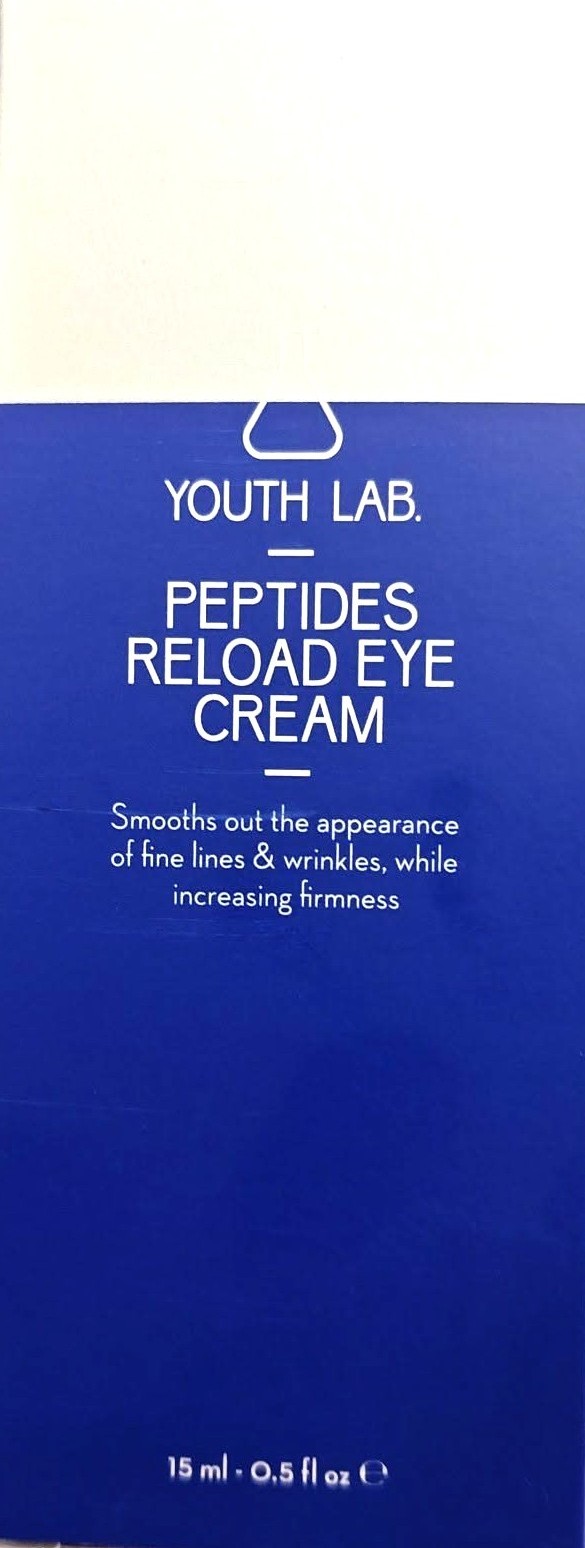 YOUTH LAB.
PEPTIDES
RELOAD EYE
CREAM
Smooths out the appearance
of fine lines & wrinkles, while
increasing firmness
15 ml - 0.5 fl oz ℮